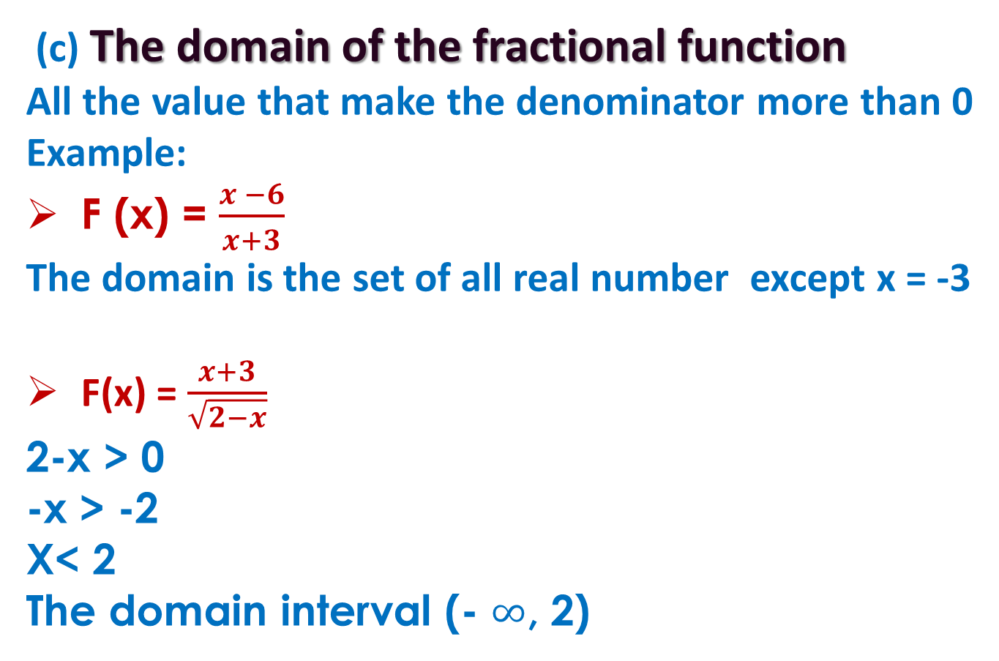 (c) The domain of the fractional function
All the value that make the denominator more than 0
Example:
➢ F (x) = \frac{x −6}{x+3}
The domain is the set of all real number  except x = -3
➢ F(x) = \frac{x+3}{\sqrt{2−x}}
2-x > 0
-x > -2
X< 2
The domain interval (- ∞, 2)